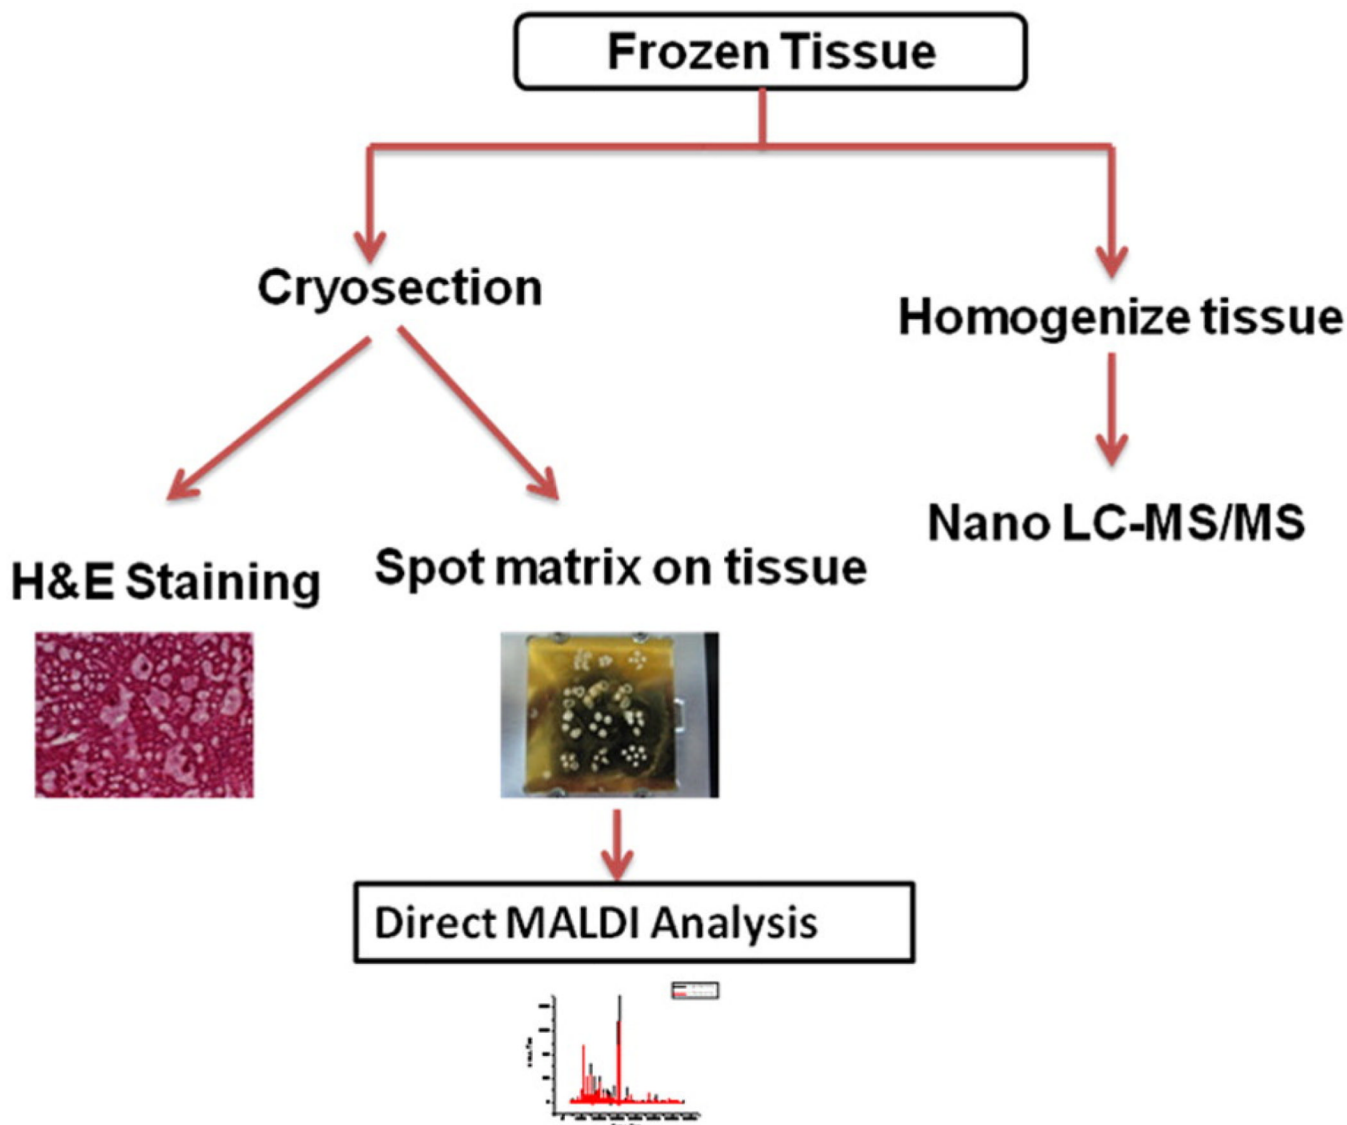 Frozen Tissue
Cryosection
Homogenize tissue
Nano LC-MS/MS
H&E Staining
Spot matrix on tissue
Direct MALDI Analysis